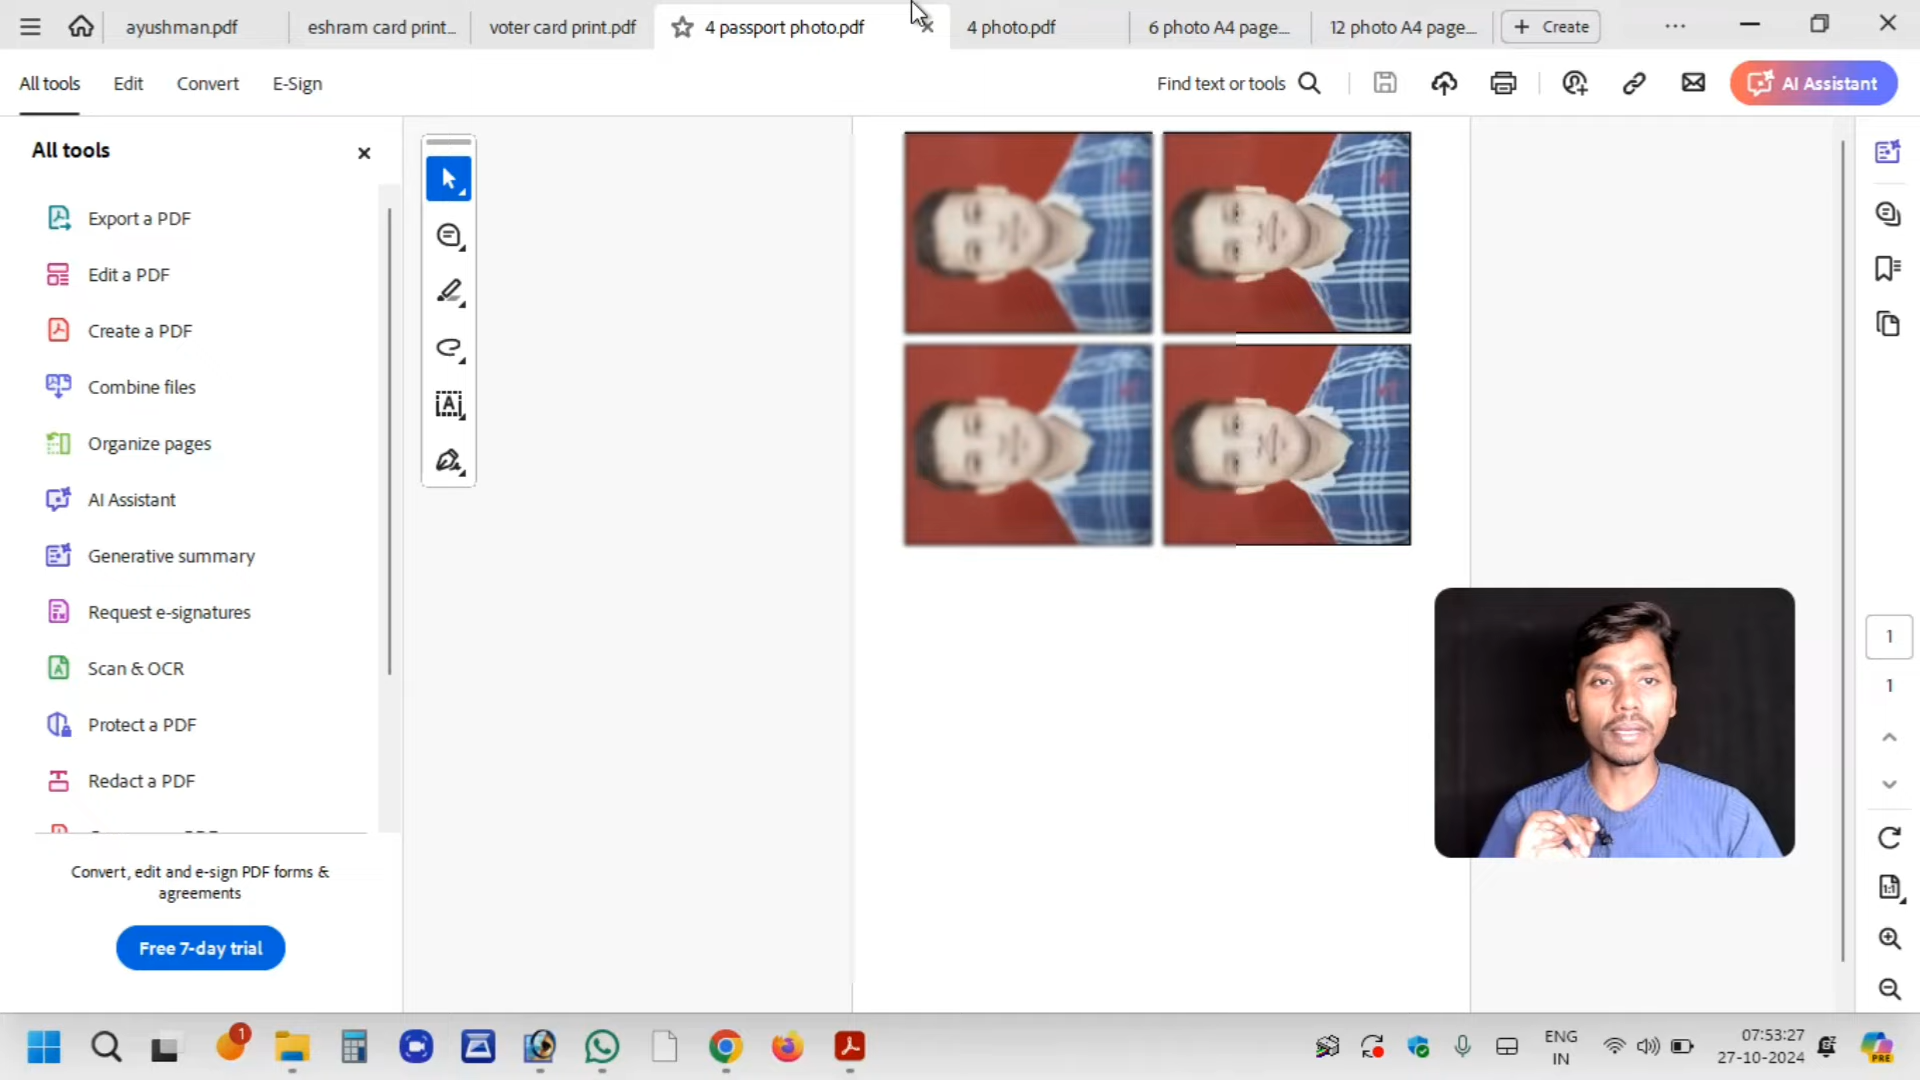 ayushman.pdf
eshram card print...
voter card print.pdf
4 passport photo.pdf
4 photo.pdf
6 photo A4 page...
12 photo A4 page...
Create
All tools
Edit
Convert
E-Sign
Find text or tools
AI Assistant
All tools
Export a PDF
Edit a PDF
Create a PDF
Combine files
Organize pages
AI Assistant
Generative summary
Request e-signatures
Scan & OCR
Protect a PDF
Redact a PDF
Convert, edit and e-sign PDF forms &
agreements
Free 7-day trial
1
1
1
ENG
IN
07:53:27
27-10-2024
PRE